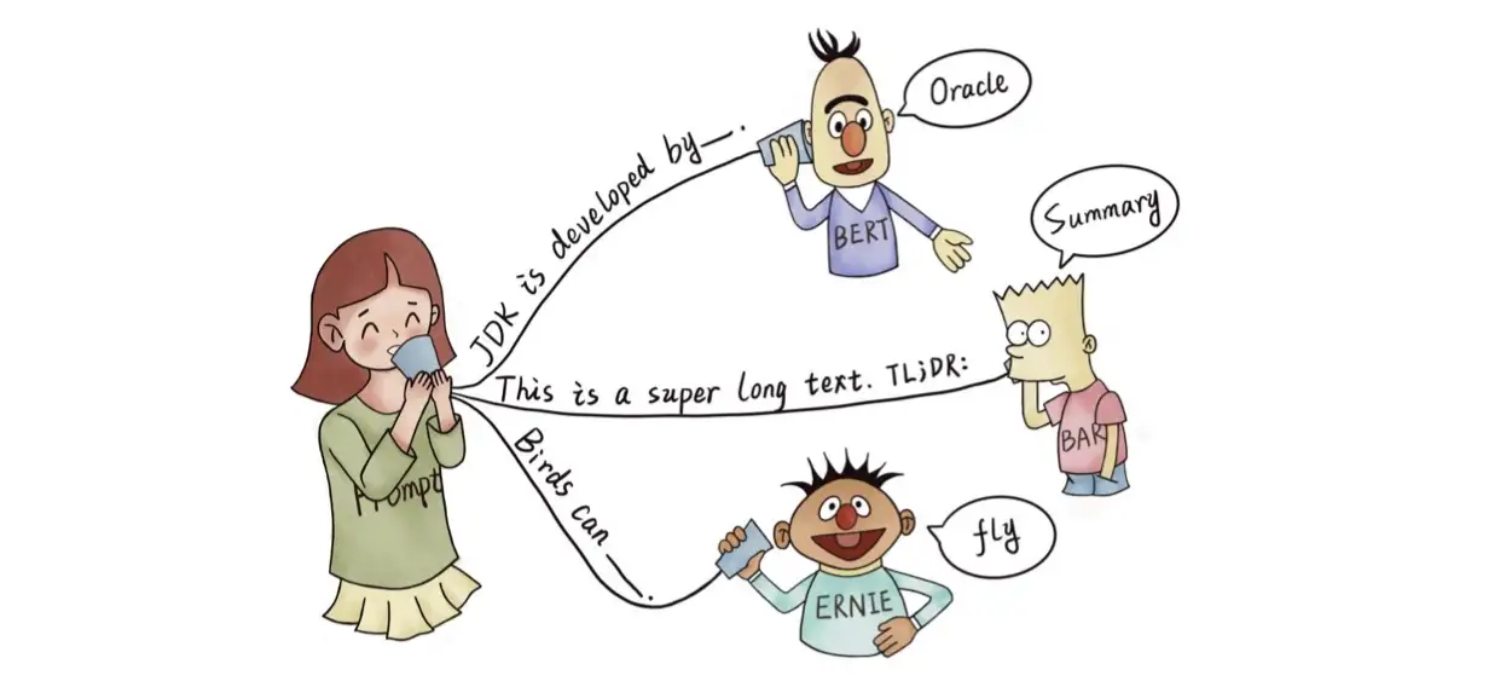 JDK is developed by —.
Oracle
BERT
This is a super long text. TL;DR:
Summary
BAR
Prompt
Birds can —.
fly
ERNIE